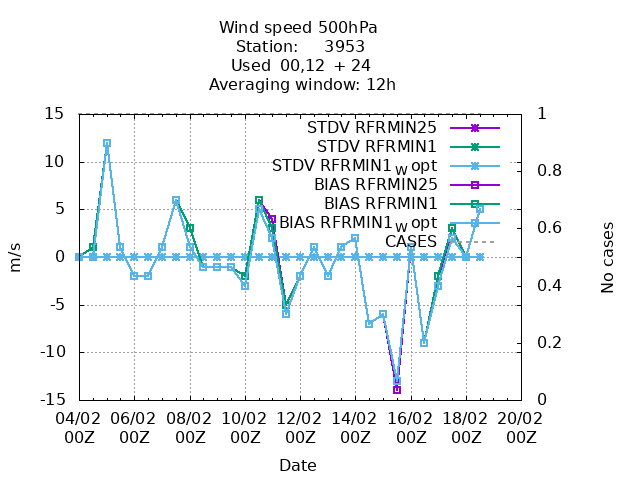 Wind speed 500hPa
Station: 3953
Used 00,12 + 24
Averaging window: 12h
15 1
STDV RFRMIN25
STDV RFRMIN1
10 0.8
STDV RFRMIN1w opt
BIAS RFRMIN25
5 0.6
BIAS RFRMIN1
BIAS RFRMIN1w opt
CASES
0
m/s
No cases
-5 0.4
-10 0.2
-15 0
04/02 06/02 08/02 10/02 12/02 14/02 16/02 18/02 20/02
00Z 00Z 00Z 00Z 00Z 00Z 00Z 00Z 00Z
Date